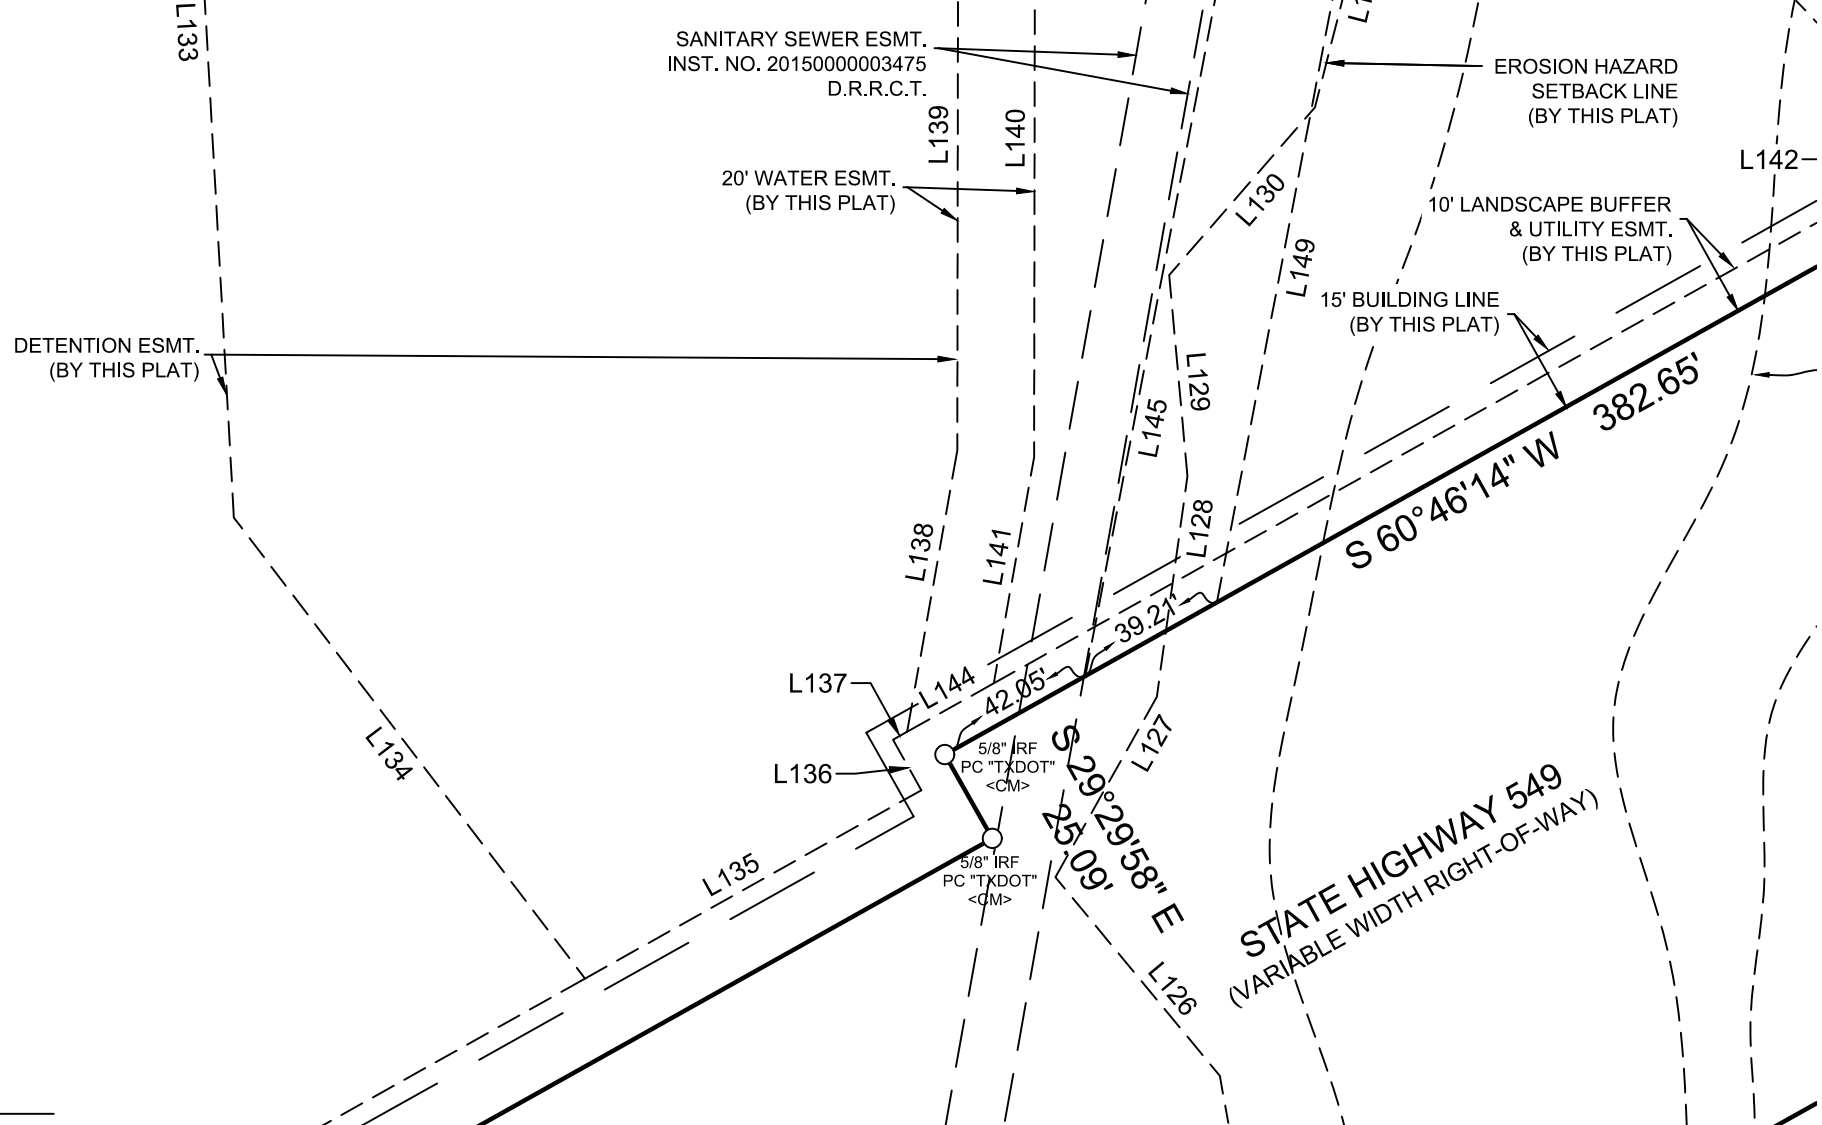 L133
SANITARY SEWER ESMT.
INST. NO. 20150000003475
D.R.R.C.T.
EROSION HAZARD
SETBACK LINE
(BY THIS PLAT)
L139
L140
L142
20' WATER ESMT.
(BY THIS PLAT)
L130
10' LANDSCAPE BUFFER
& UTILITY ESMT.
(BY THIS PLAT)
L149
15' BUILDING LINE
(BY THIS PLAT)
DETENTION ESMT.
(BY THIS PLAT)
L129
L145
S 60°46'14" W 382.65'
L138
L141
L128
39.21'
42.05'
L144
L137
L136
L134
5/8" IRF
PC "TXDOT"
<CM>
S 29°29'58" E
25.09'
L127
5/8" IRF
PC "TXDOT"
<CM>
L135
STATE HIGHWAY 549
(VARIABLE WIDTH RIGHT-OF-WAY)
L126